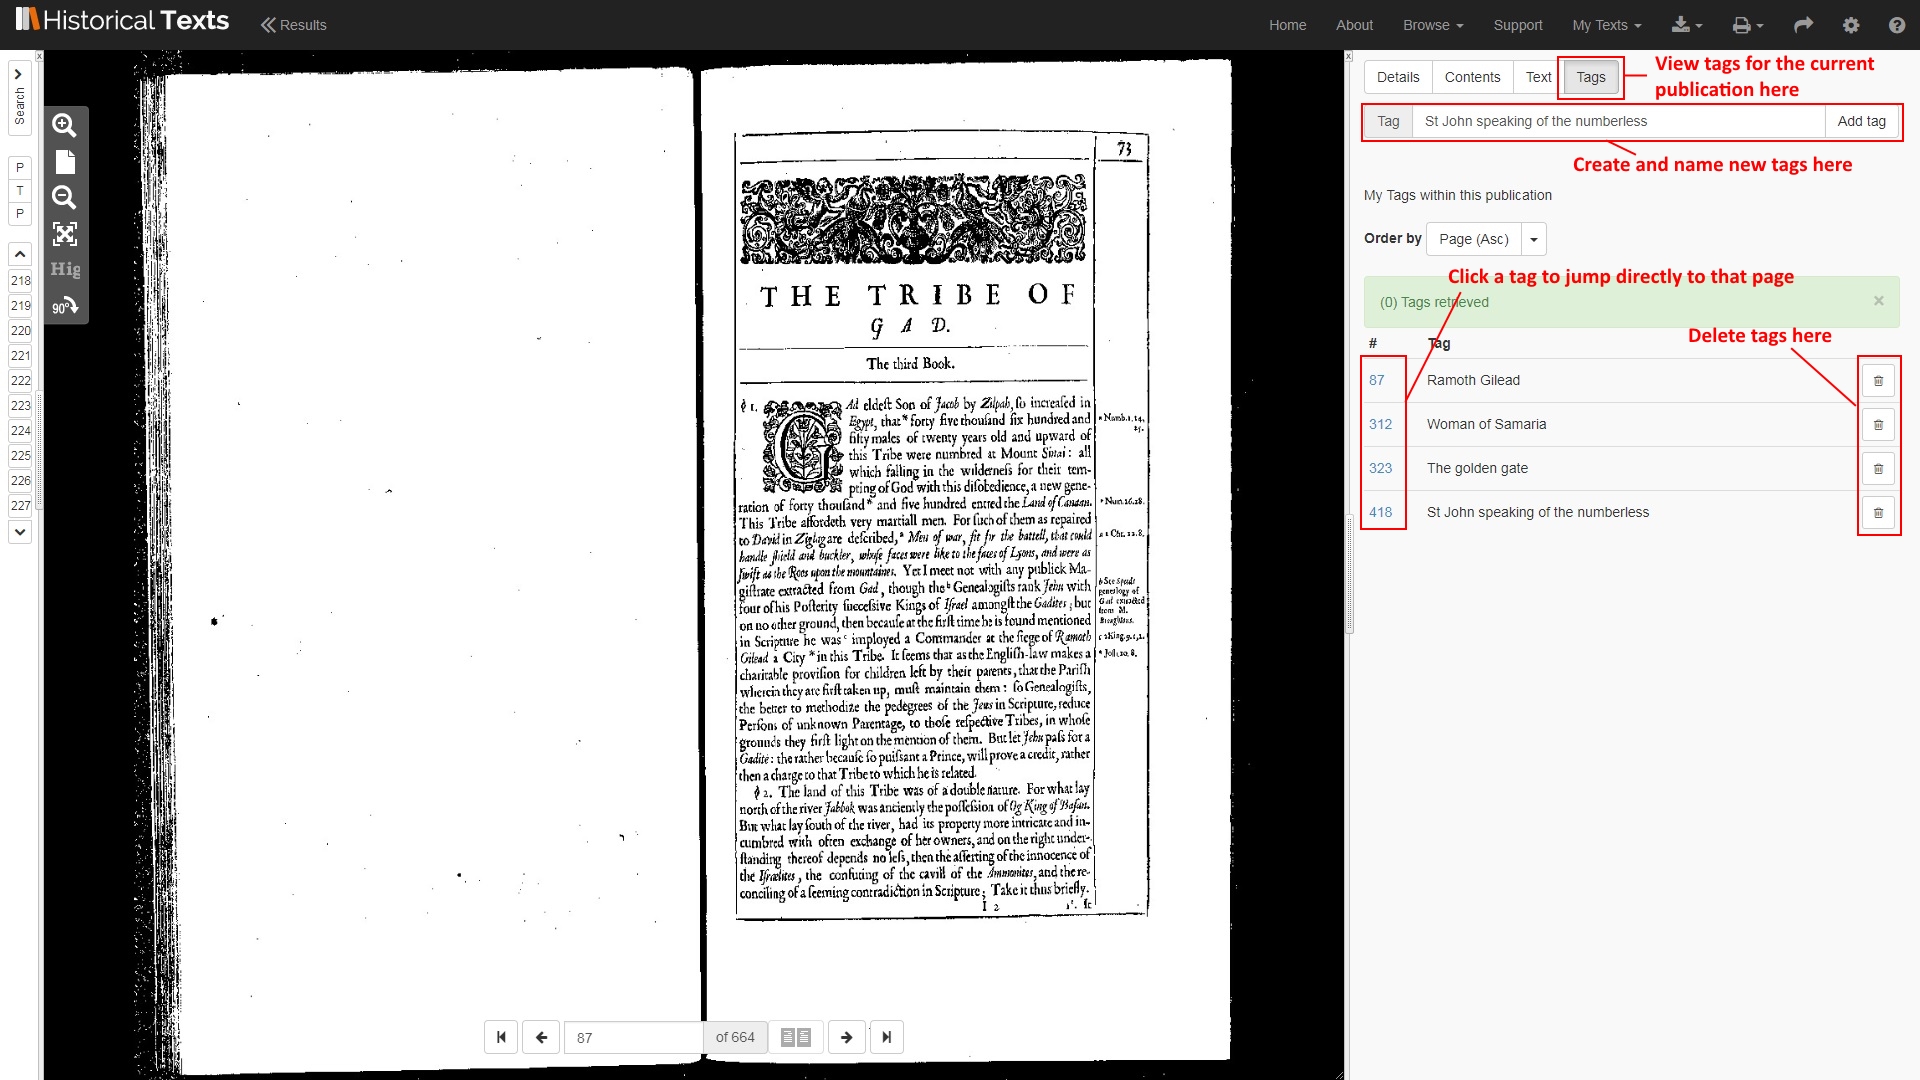 Historical Texts
Results
Home
About
Browse
Support
My Texts
Search
P
T
P
218
219
220
221
222
223
224
225
226
227
Hig
90°
73
THE TRIBE OF
GAD.
The third Book.
§ 1. GAd eldest Son of Jacob by Zilpah, so increased in
Egypt, that * forty five thousand six hundred and
fifty males of twenty years old and upward of
this Tribe were numbred at Mount Sinai: all
which falling in the wilderness for their tem-
pting of God with this disobedience, a new gene-
ration of forty thousand * and five hundred entred the Land of Canaan.
This Tribe affordeth very martiall men. For such of them as repaired
to David in Ziglag are described, * Men of war, fit for the battell, that could
handle shield and buckler, whose faces were like to the faces of Lyons, and were as
swift as the Roes upon the mountaines. Yet I meet not with any publick Ma-
gistrate extracted from Gad, though the b Genealogists rank Jehu with
four of his Posterity successive Kings of Israel amongst the Gadites; but
on no other ground, then because at the first time he is found mentioned
in Scripture he was c imployed a Commander at the siege of Ramoth
Gilead a City * in this Tribe. It seems that as the English-law makes a
charitable provision for children left by their parents, that the Parish
wherein they are first taken up, must maintain them: so Genealogists,
the better to methodize the pedegrees of the Jews in Scripture, reduce
Persons of unknown Parentage, to those respective Tribes, in whose
grounds they first light on the mention of them. But let Jehu pass for a
Gadite: the rather because so puissant a Prince, will prove a credit, rather
then a charge to that Tribe to which he is related.
§ 2. The land of this Tribe was of a double nature. For what lay
north of the river Jabbok was anciently the possession of Og King of Basan.
But what lay south of the river, had its property more intricate and in-
cumbred with often exchange of her owners, and on the right under-
standing thereof depends no less, then the asserting of the innocence of
the Israelites, the confuting of the cavill of the Ammonites, and the re-
conciling of a seeming contradiction in Scripture; Take it thus briefly.
I 2
* Numb.1.24,
25.
* Num.26.18.
a 1 Chr. 12.8.
b See Speeds
genealogy of
Gad extracted
from M.
Broughton.
c 2 King.9.1,2.
* Josh.20.8.
87
of 664
Details
Contents
Text
Tags
View tags for the current
publication here
Tag
St John speaking of the numberless
Add tag
Create and name new tags here
My Tags within this publication
Order by
Page (Asc)
Click a tag to jump directly to that page
(0) Tags retrieved
×
Delete tags here
#
Tag
87
Ramoth Gilead
312
Woman of Samaria
323
The golden gate
418
St John speaking of the numberless